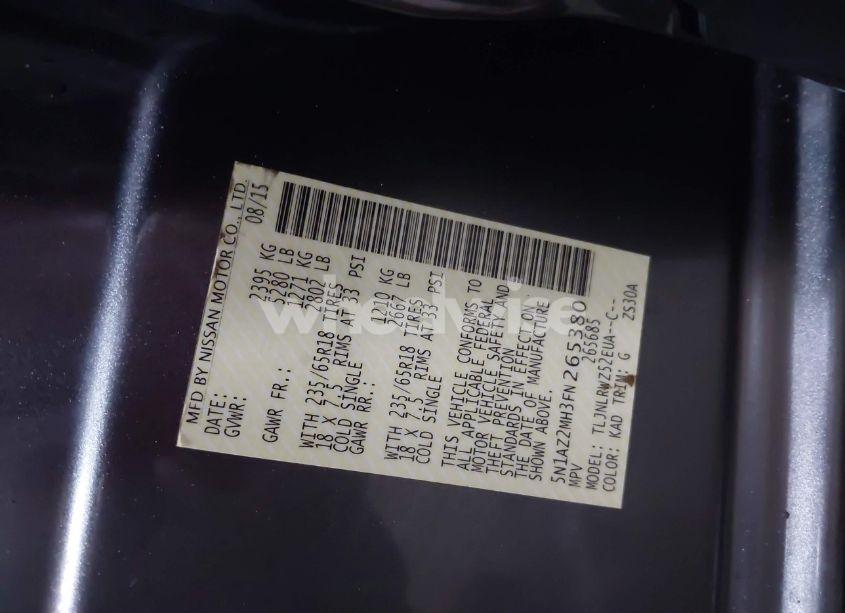 MFD BY NISSAN MOTOR CO., LTD.
DATE: 08/15
GVWR: 2395 KG
5280 LB
GAWR FR.: 1271 KG
2802 LB
WITH 235/65R18 TIRES
18 X 7.5 RIMS AT 33 PSI
COLD SINGLE
GAWR RR.: 1210 KG
2667 LB
WITH 235/65R18 TIRES
18 X 7.5 RIMS AT 33 PSI
COLD SINGLE
THIS VEHICLE CONFORMS TO
ALL APPLICABLE FEDERAL
MOTOR VEHICLE SAFETY AND
THEFT PREVENTION
STANDARDS IN EFFECT ON
THE DATE OF MANUFACTURE
SHOWN ABOVE.
5N1AZ2MH3FN265380
MPV 265685
MODEL: TLJNLRWZ52EUA--C--
COLOR: KAD TRIM: G 2S30A
wheelwise